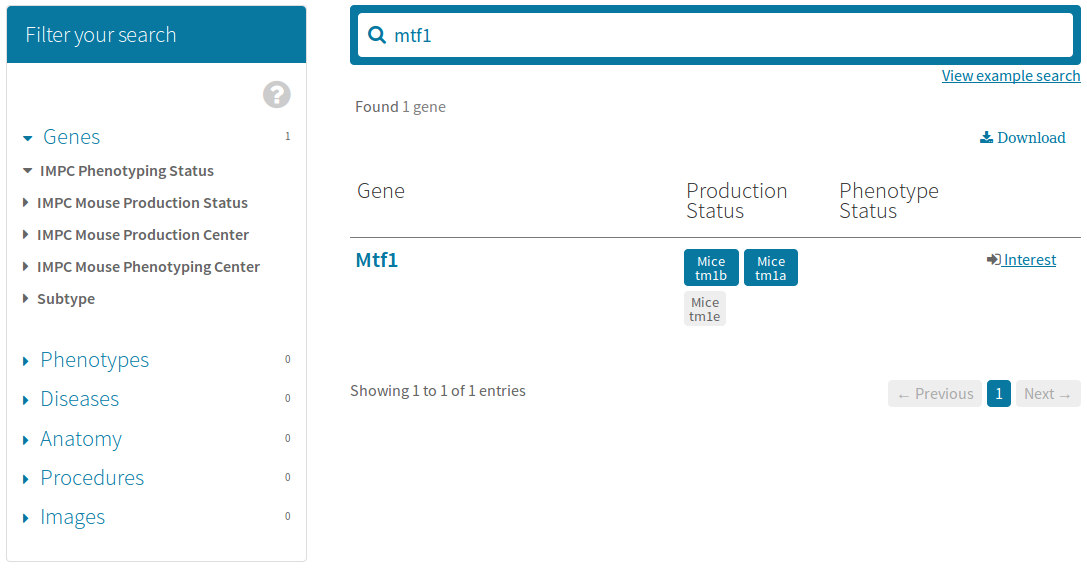 Filter your search
?
Genes 1
IMPC Phenotyping Status
IMPC Mouse Production Status
IMPC Mouse Production Center
IMPC Mouse Phenotyping Center
Subtype
Phenotypes 0
Diseases 0
Anatomy 0
Procedures 0
Images 0
mtf1
View example search
Found 1 gene
Download
Gene Production Status Phenotype Status
Mtf1
Mice tm1b
Mice tm1a
Mice tm1e
Interest
Showing 1 to 1 of 1 entries
← Previous 1 Next →